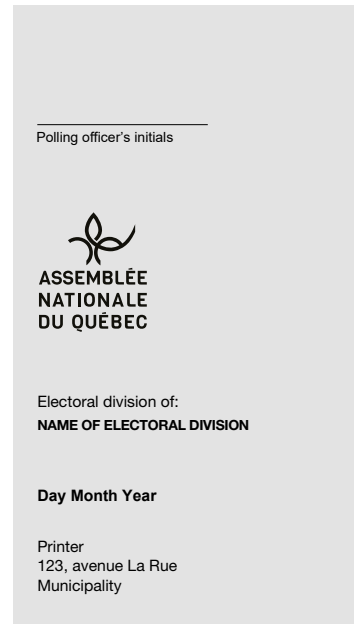 Polling officer's initials
ASSEMBLÉE
NATIONALE
DU QUÉBEC
Electoral division of:
NAME OF ELECTORAL DIVISION
Day Month Year
Printer
123, avenue La Rue
Municipality